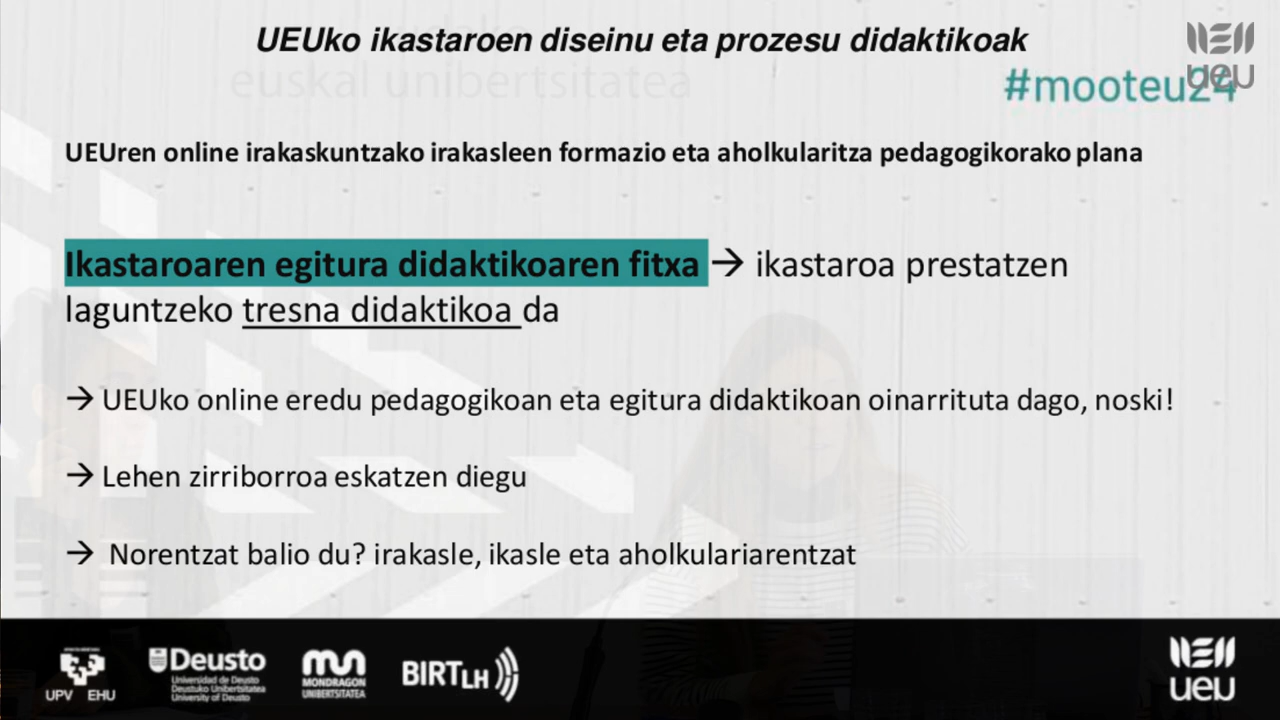 UEUko ikastaroen diseinu eta prozesu didaktikoak
ueu
euskal unibertsitatea
#mooteu24
UEUren online irakaskuntzako irakasleen formazio eta aholkularitza pedagogikorako plana
Ikastaroaren egitura didaktikoaren fitxa → ikastaroa prestatzen
laguntzeko tresna didaktikoa da
→ UEUko online eredu pedagogikoan eta egitura didaktikoan oinarrituta dago, noski!
→ Lehen zirriborroa eskatzen diegu
→ Norentzat balio du? irakasle, ikasle eta aholkulariarentzat
UPV EHU
Deusto
Universidad de Deusto
Deustuko Unibertsitatea
University of Deusto
MONDRAGON
UNIBERTSITATEA
BIRTLH
ueu